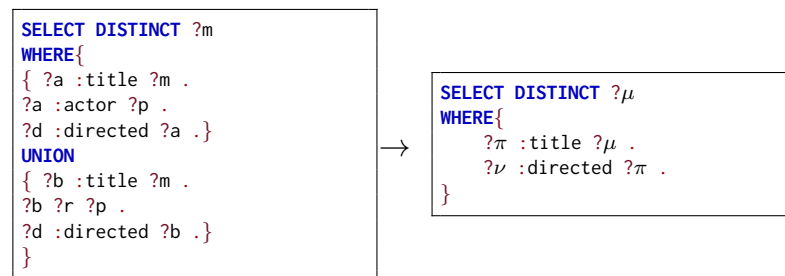 SELECT DISTINCT ?m
WHERE{
{ ?a :title ?m .
?a :actor ?p .
?d :directed ?a .}
UNION
{ ?b :title ?m .
?b ?r ?p .
?d :directed ?b .}
}
→
SELECT DISTINCT ?μ
WHERE{
?π :title ?μ .
?ν :directed ?π .
}